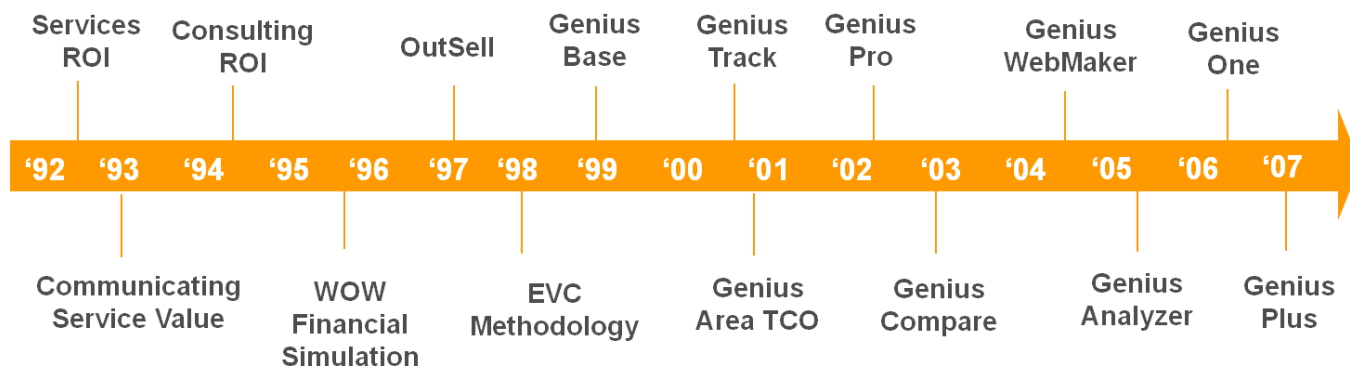 Services
ROI
Consulting
ROI
OutSell
Genius
Base
Genius
Track
Genius
Pro
Genius
WebMaker
Genius
One
‘92 ‘93 ‘94 ‘95 ‘96 ‘97 ‘98 ‘99 ‘00 ‘01 ‘02 ‘03 ‘04 ‘05 ‘06 ‘07
Communicating
Service Value
WOW
Financial
Simulation
EVC
Methodology
Genius
Area TCO
Genius
Compare
Genius
Analyzer
Genius
Plus